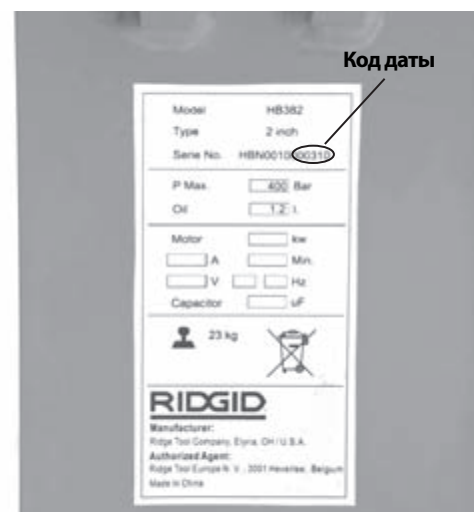 Код даты
Model HB382
Type 2 inch
Serie No. HBN0010 00310
P Max. 400 Bar
Oil 1.2 l.
Motor kw
A Min.
V Hz
Capacitor uF
23 kg
RIDGID
Manufacturer:
Ridge Tool Company, Elyria, OH / U.S.A.
Authorized Agent:
Ridge Tool Europe N. V., 3001 Heverlee, Belgium
Made in China